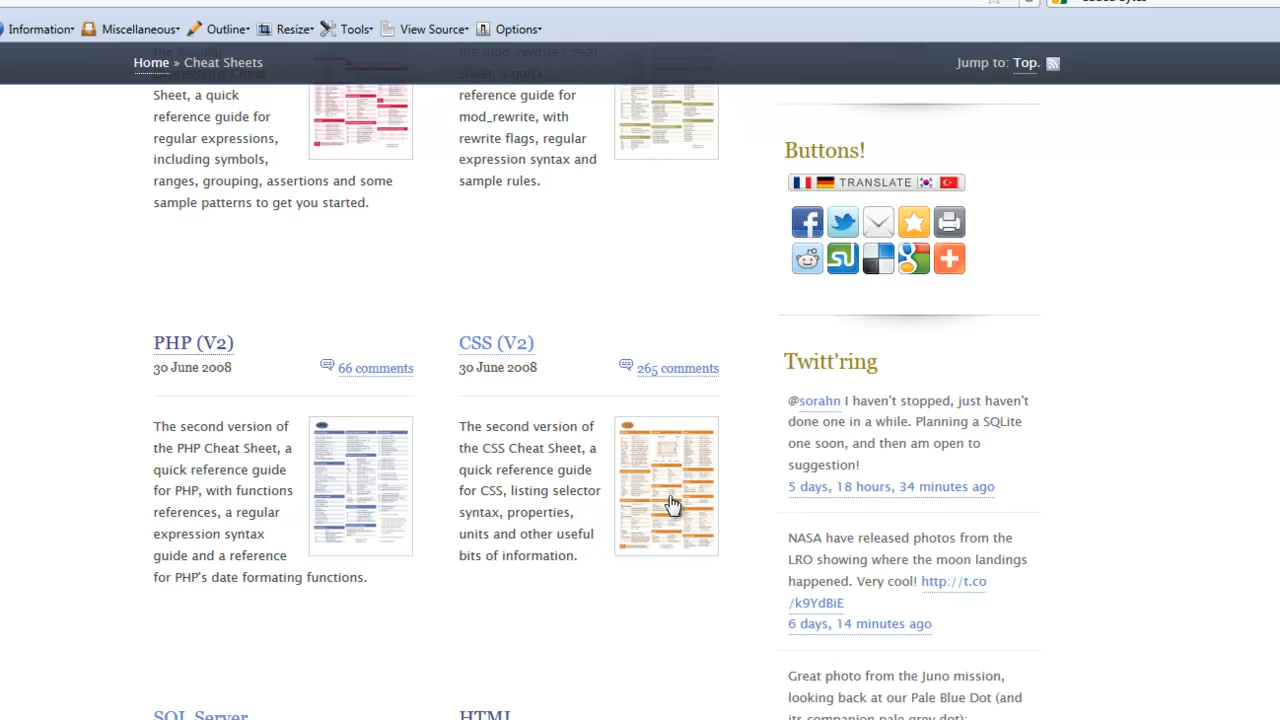 Information▾ Miscellaneous▾ Outline▾ Resize▾ Tools▾ View Source▾ Options▾
Home » Cheat Sheets
Jump to: Top.
Sheet, a quick
reference guide for
regular expressions,
including symbols,
ranges, grouping, assertions and some
sample patterns to get you started.
reference guide for
mod_rewrite, with
rewrite flags, regular
expression syntax and
sample rules.
PHP (V2)
30 June 2008
66 comments
The second version of
the PHP Cheat Sheet, a
quick reference guide
for PHP, with functions
references, a regular
expression syntax
guide and a reference
for PHP's date formating functions.
CSS (V2)
30 June 2008
265 comments
The second version of
the CSS Cheat Sheet, a
quick reference guide
for CSS, listing selector
syntax, properties,
units and other useful
bits of information.
SQL Server
HTML
Buttons!
TRANSLATE
Twitt'ring
@sorahn I haven't stopped, just haven't
done one in a while. Planning a SQLite
one soon, and then am open to
suggestion!
5 days, 18 hours, 34 minutes ago
NASA have released photos from the
LRO showing where the moon landings
happened. Very cool! http://t.co
/k9YdBiE
6 days, 14 minutes ago
Great photo from the Juno mission,
looking back at our Pale Blue Dot (and
its companion pale grey dot):